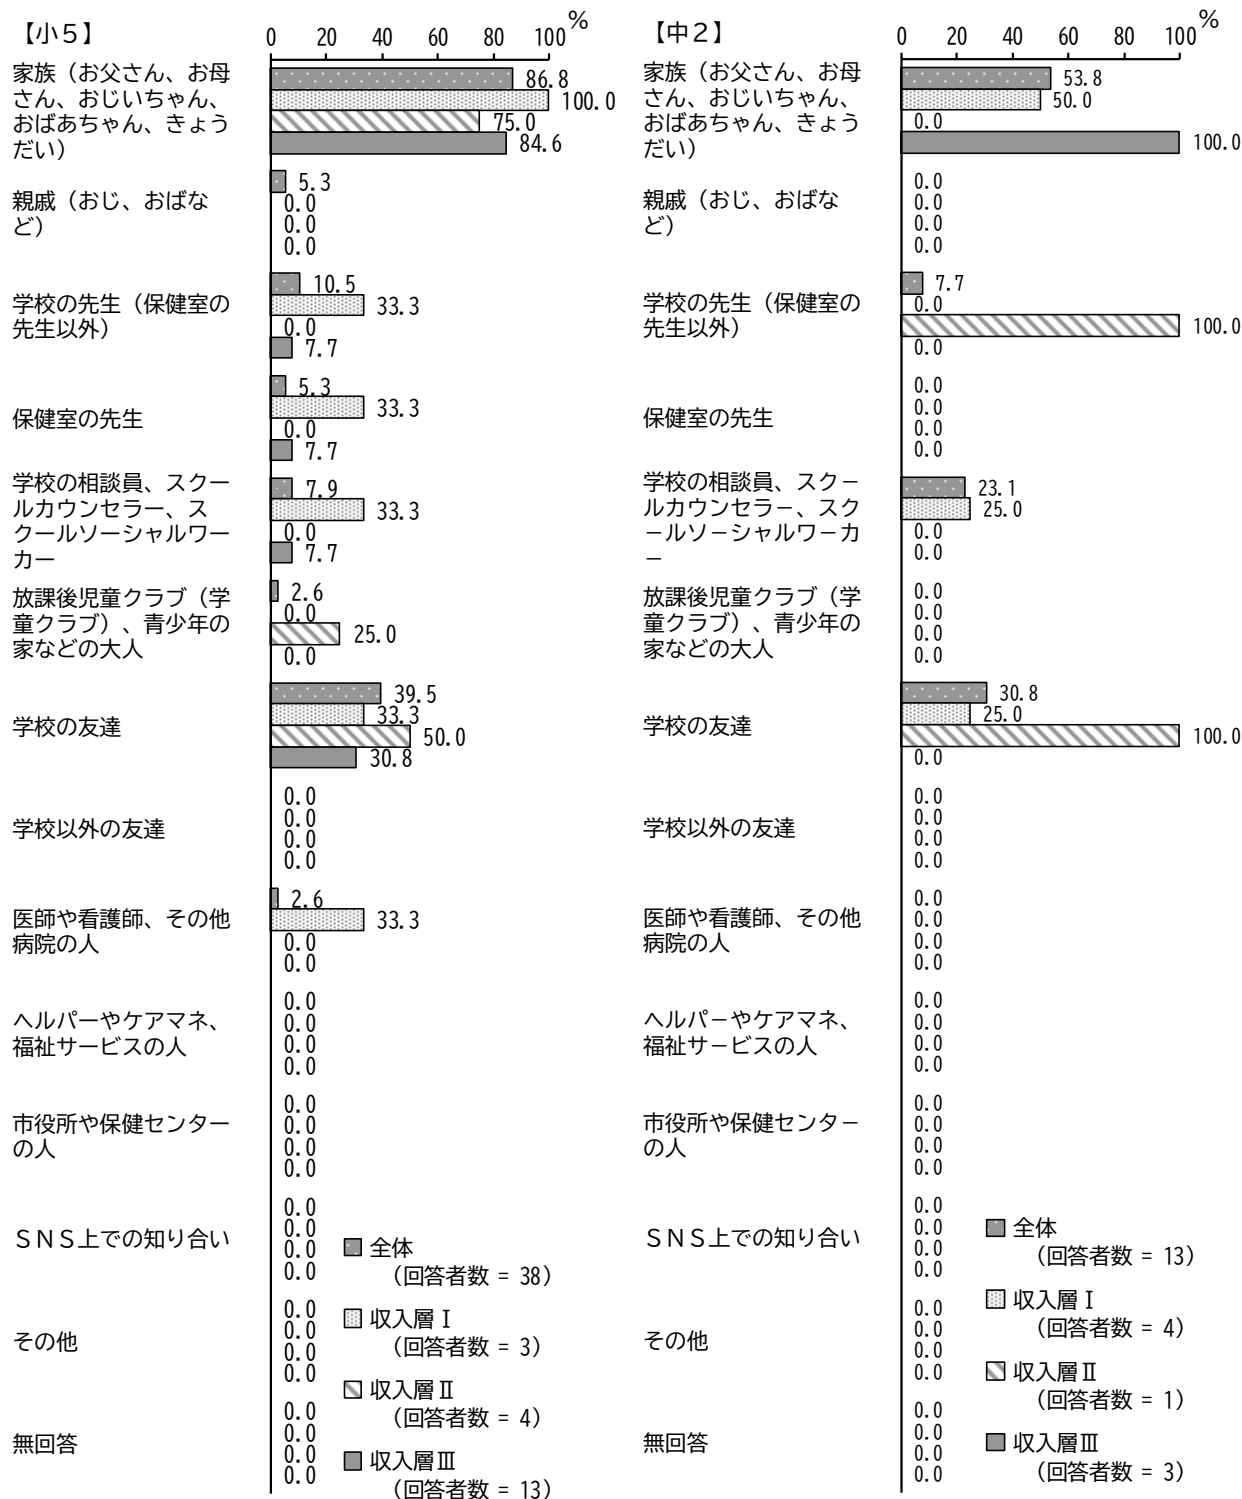 【小５】
0 20 40 60 80 100 %
家族（お父さん、お母
さん、おじいちゃん、
おばあちゃん、きょう
だい）
86.8
100.0
75.0
84.6
親戚（おじ、おばな
ど）
5.3
0.0
0.0
0.0
学校の先生（保健室の
先生以外）
10.5
33.3
0.0
7.7
保健室の先生
5.3
33.3
0.0
7.7
学校の相談員、スクー
ルカウンセラー、ス
クールソーシャルワー
カー
7.9
33.3
0.0
7.7
放課後児童クラブ（学
童クラブ）、青少年の
家などの大人
2.6
0.0
25.0
0.0
学校の友達
39.5
33.3
50.0
30.8
学校以外の友達
0.0
0.0
0.0
0.0
医師や看護師、その他
病院の人
2.6
33.3
0.0
0.0
ヘルパーやケアマネ、
福祉サービスの人
0.0
0.0
0.0
0.0
市役所や保健センター
の人
0.0
0.0
0.0
0.0
ＳＮＳ上での知り合い
0.0
0.0
0.0
0.0
その他
0.0
0.0
0.0
0.0
無回答
0.0
0.0
0.0
0.0
全体
（回答者数 = 38）
収入層Ⅰ
（回答者数 = 3）
収入層Ⅱ
（回答者数 = 4）
収入層Ⅲ
（回答者数 = 13）
【中２】
0 20 40 60 80 100 %
家族（お父さん、お母
さん、おじいちゃん、
おばあちゃん、きょう
だい）
53.8
50.0
0.0
100.0
親戚（おじ、おばな
ど）
0.0
0.0
0.0
0.0
学校の先生（保健室の
先生以外）
7.7
0.0
100.0
0.0
保健室の先生
0.0
0.0
0.0
0.0
学校の相談員、スクー
ルカウンセラー、スク
ールソーシャルワーカ
ー
23.1
25.0
0.0
0.0
放課後児童クラブ（学
童クラブ）、青少年の
家などの大人
0.0
0.0
0.0
0.0
学校の友達
30.8
25.0
100.0
0.0
学校以外の友達
0.0
0.0
0.0
0.0
医師や看護師、その他
病院の人
0.0
0.0
0.0
0.0
ヘルパーやケアマネ、
福祉サービスの人
0.0
0.0
0.0
0.0
市役所や保健センター
の人
0.0
0.0
0.0
0.0
ＳＮＳ上での知り合い
0.0
0.0
0.0
0.0
その他
0.0
0.0
0.0
0.0
無回答
0.0
0.0
0.0
0.0
全体
（回答者数 = 13）
収入層Ⅰ
（回答者数 = 4）
収入層Ⅱ
（回答者数 = 1）
収入層Ⅲ
（回答者数 = 3）